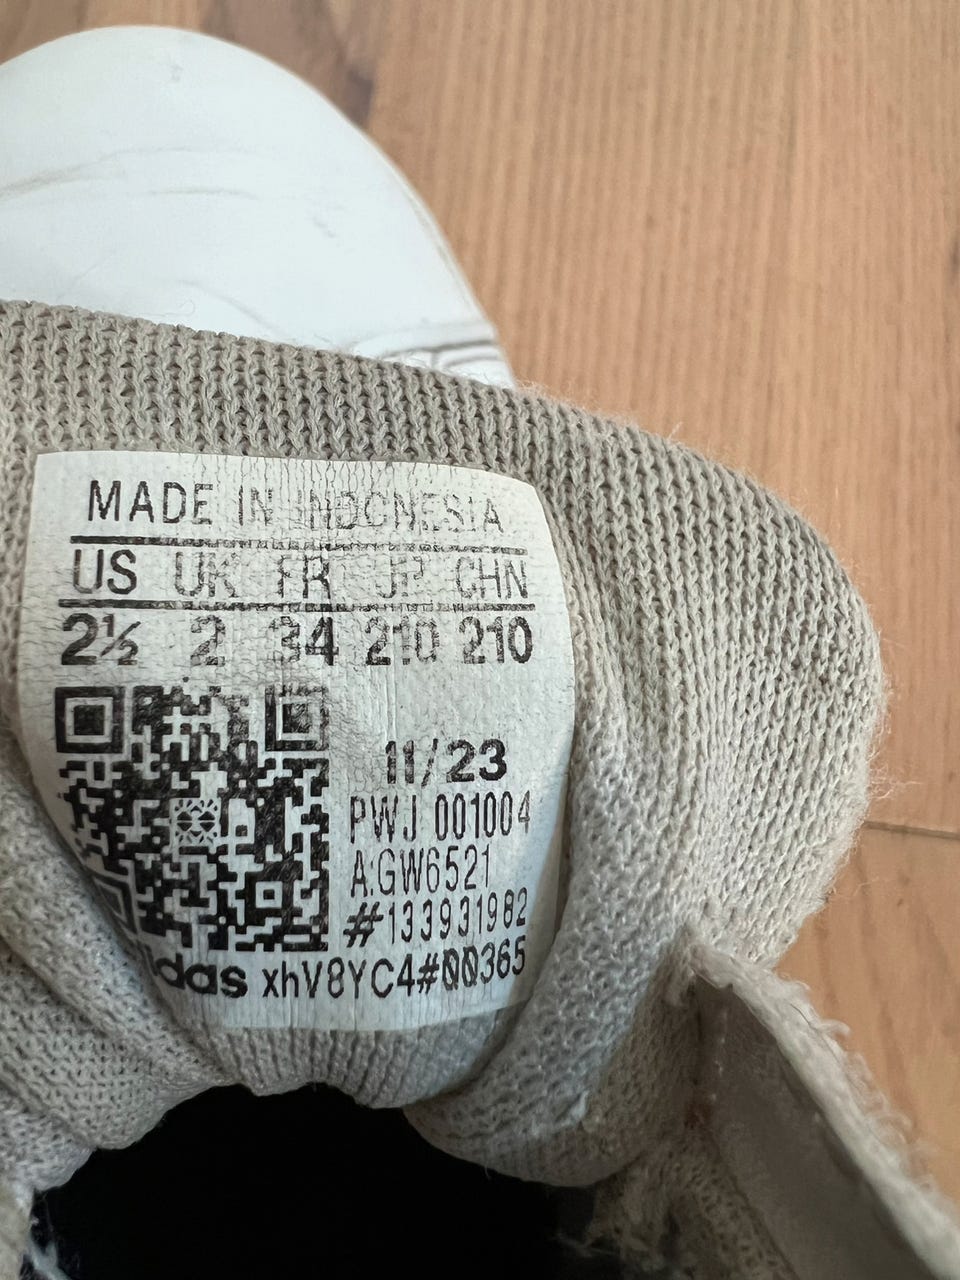 MADE IN INDONESIA
US UK FR JP CHN
2½ 2 34 210 210
11/23
PWJ 001004
A:GW6521
#133931982
adidas xhV8YC4#00365